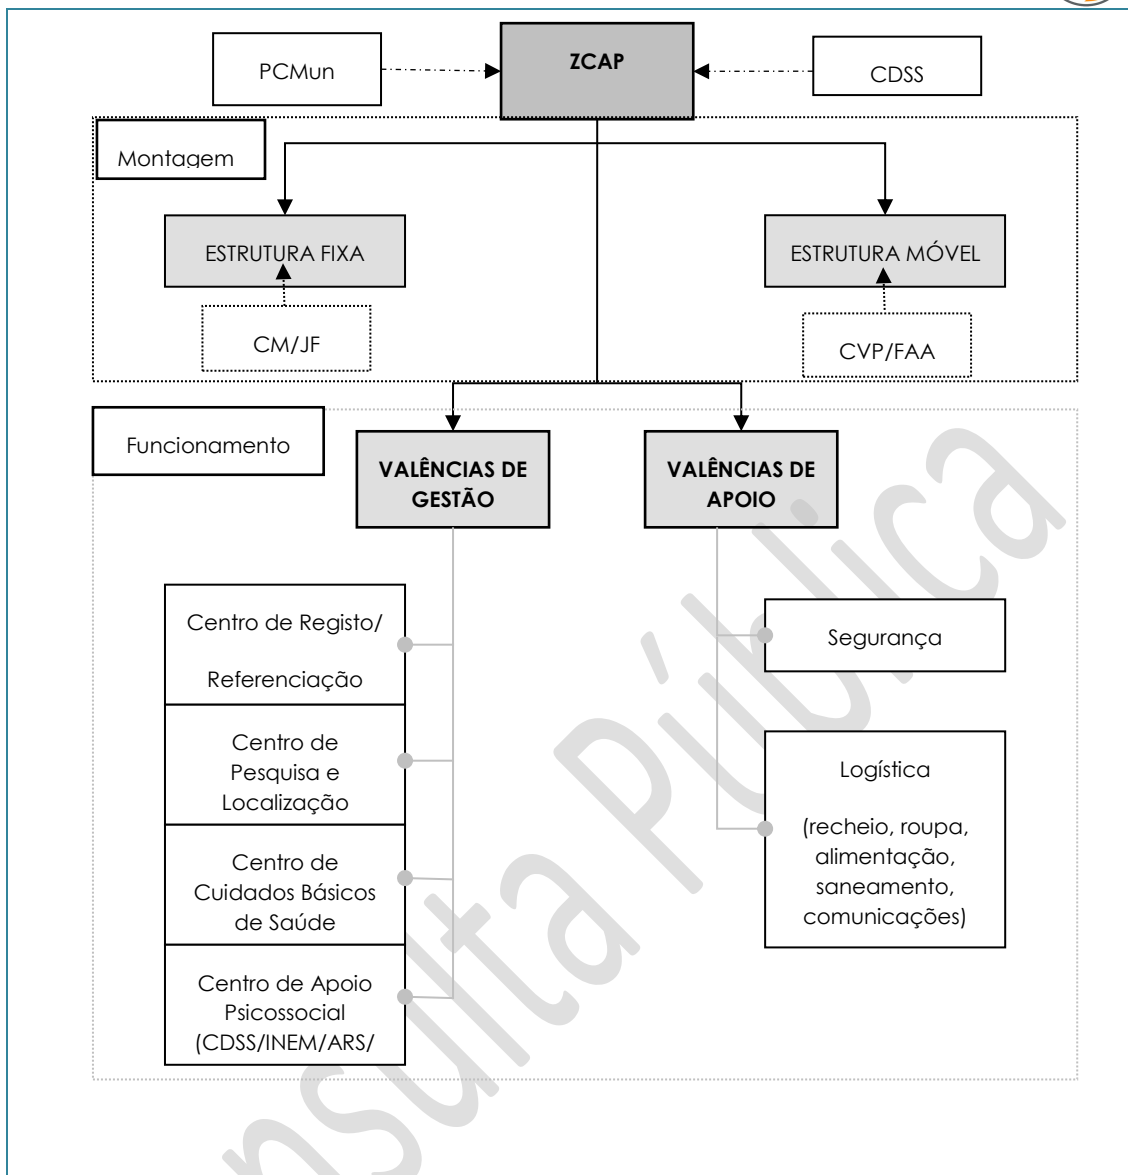 PCMun
ZCAP
CDSS
Montagem
ESTRUTURA FIXA
ESTRUTURA MÓVEL
CM/JF
CVP/FAA
Funcionamento
VALÊNCIAS DE
GESTÃO
VALÊNCIAS DE
APOIO
Centro de Registo/
Referenciação
Centro de
Pesquisa e
Localização
Centro de
Cuidados Básicos
de Saúde
Centro de Apoio
Psicossocial
(CDSS/INEM/ARS/
Segurança
Logística
(recheio, roupa,
alimentação,
saneamento,
comunicações)
nsulta Pública